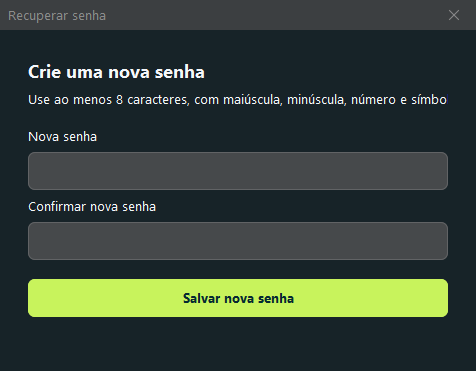 Recuperar senha
Crie uma nova senha
Use ao menos 8 caracteres, com maiúscula, minúscula, número e símbo
Nova senha
Confirmar nova senha
Salvar nova senha